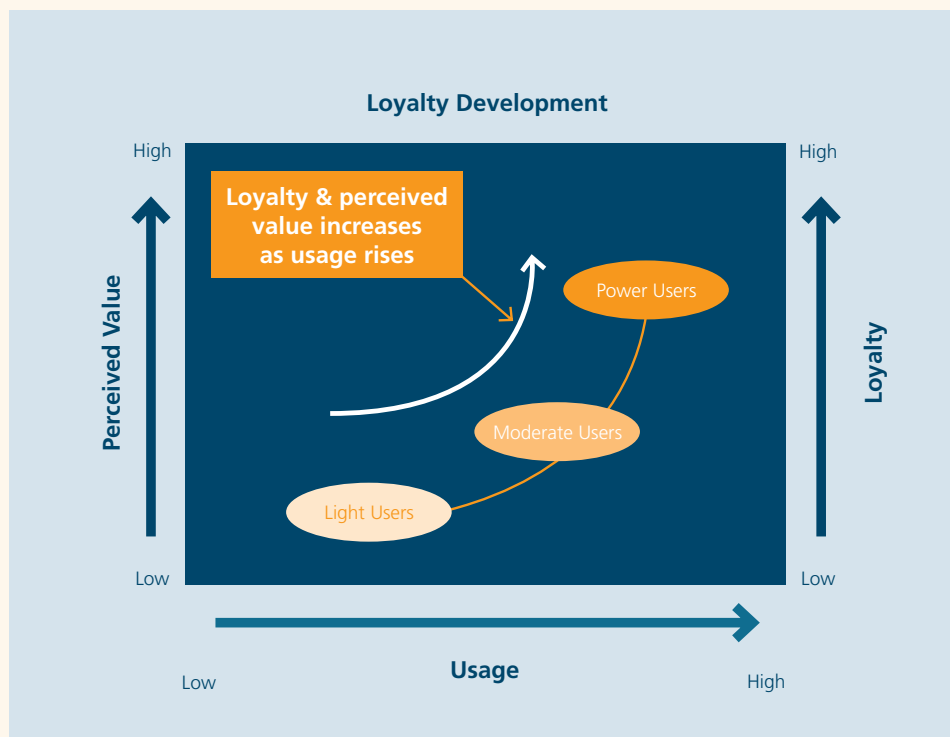 Loyalty Development
High
High
Loyalty & perceived
value increases
as usage rises
Power Users
Perceived Value
Loyalty
Moderate Users
Light Users
Low
Low
Usage
Low
High